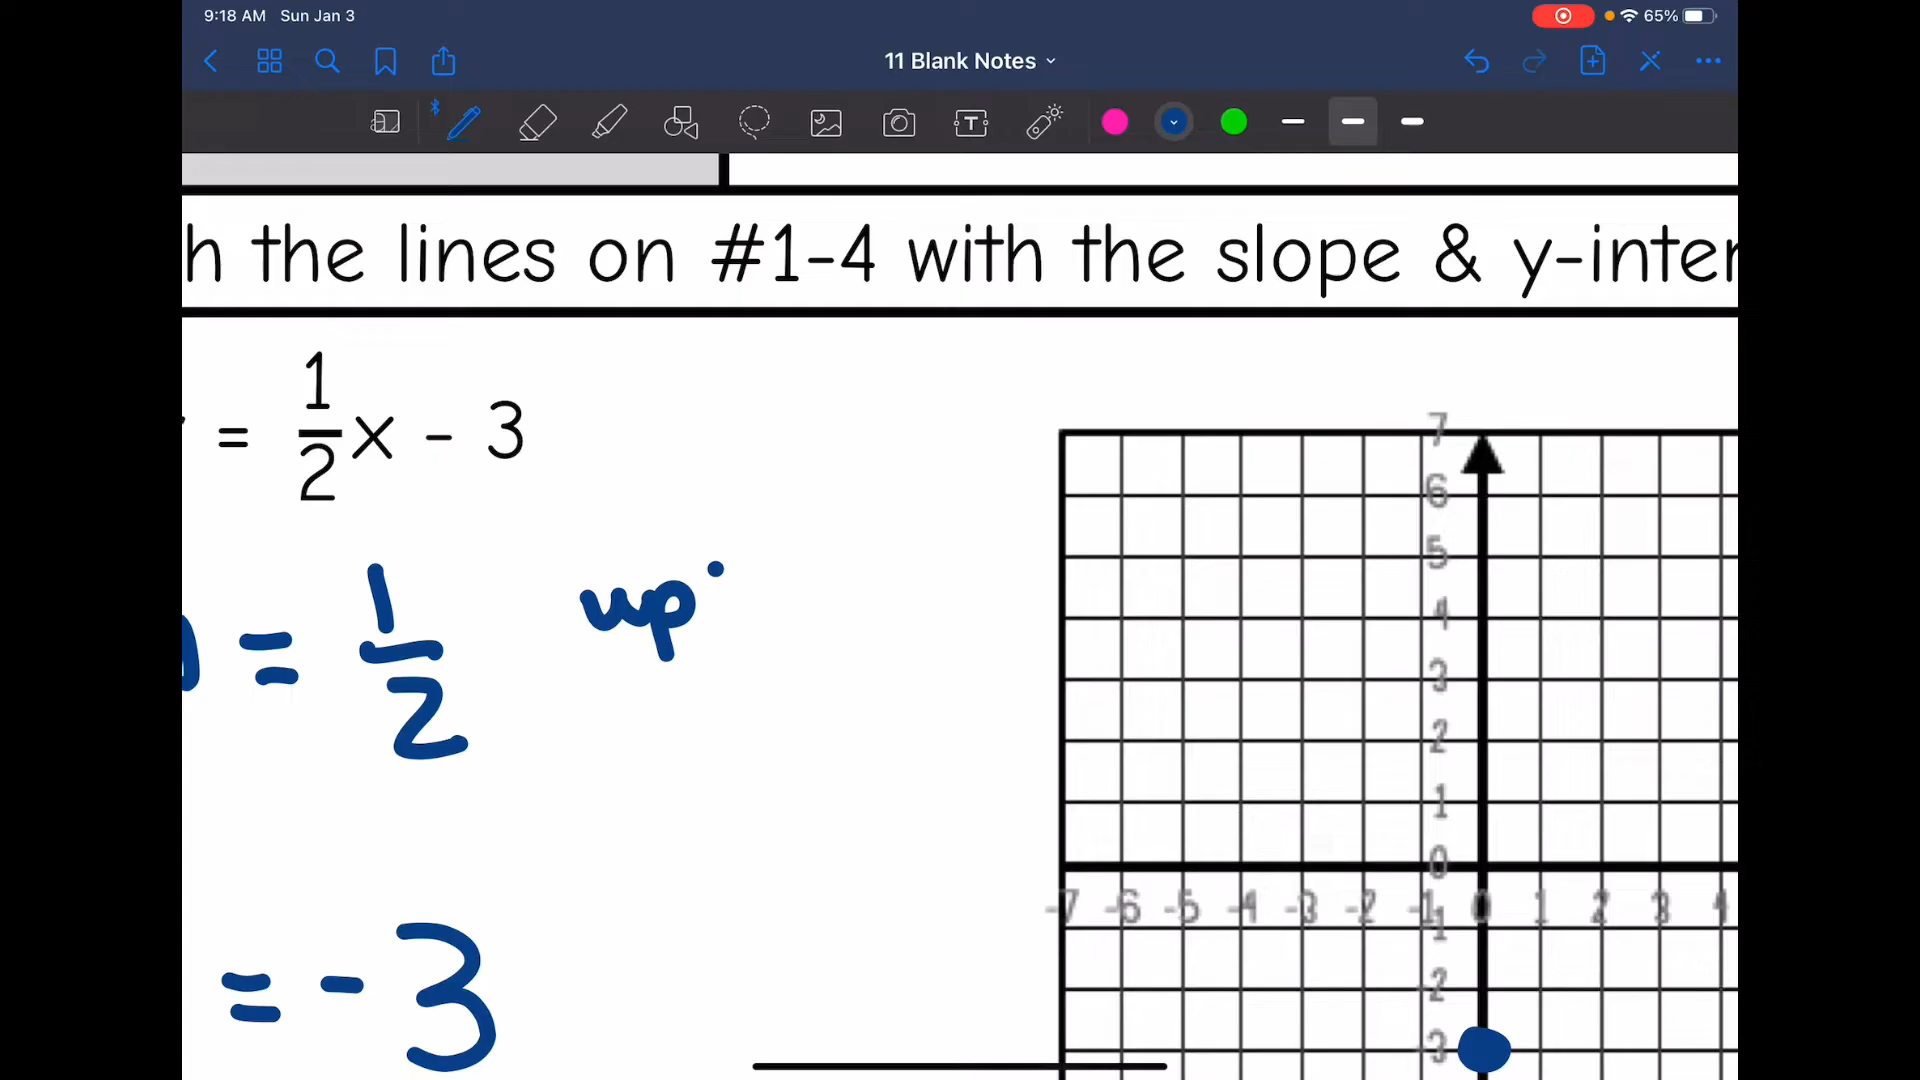 9:18 AM Sun Jan 3
65%
11 Blank Notes
T
h the lines on #1-4 with the slope & y-inter
= 1/2 x - 3
= 1/2
up
= -3
7
6
5
4
3
2
1
0
-7 -6 -5 -4 -3 -2 -1 0 1 2 3 4
-1
-2
-3